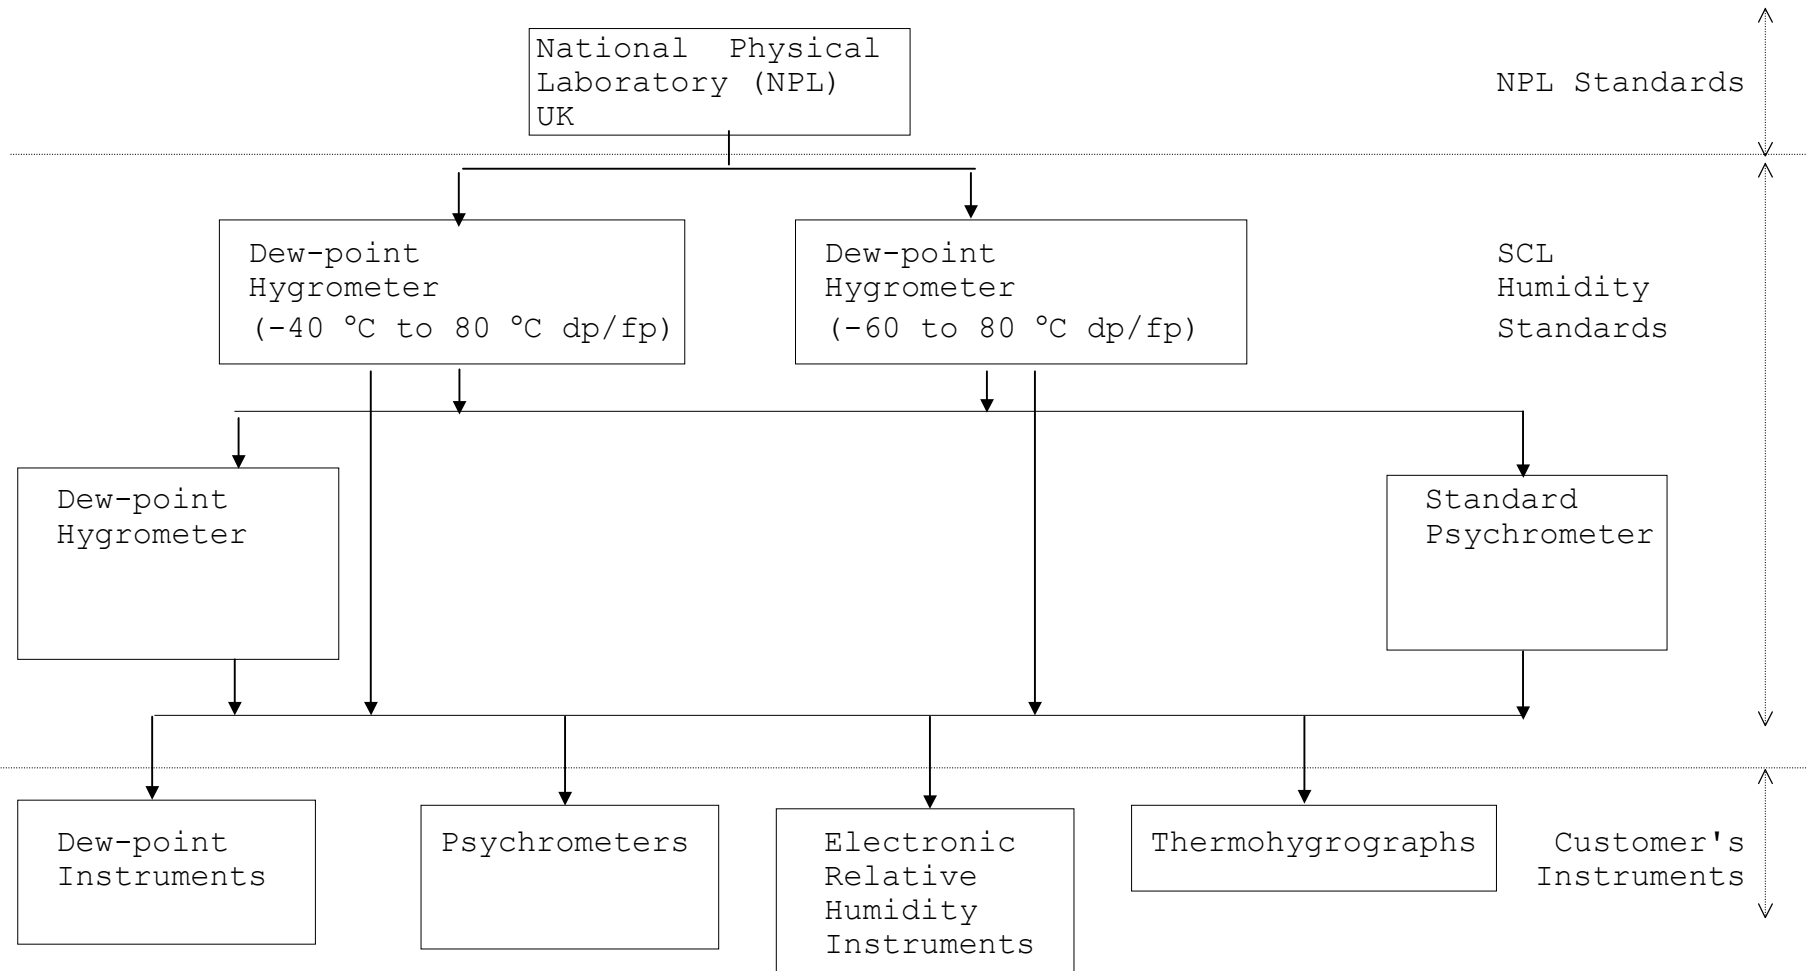 National Physical
Laboratory (NPL)
UK
NPL Standards
Dew-point
Hygrometer
(-40 °C to 80 °C dp/fp)
Dew-point
Hygrometer
(-60 to 80 °C dp/fp)
SCL
Humidity
Standards
Dew-point
Hygrometer
Standard
Psychrometer
Dew-point
Instruments
Psychrometers
Electronic
Relative
Humidity
Instruments
Thermohygrographs
Customer's
Instruments